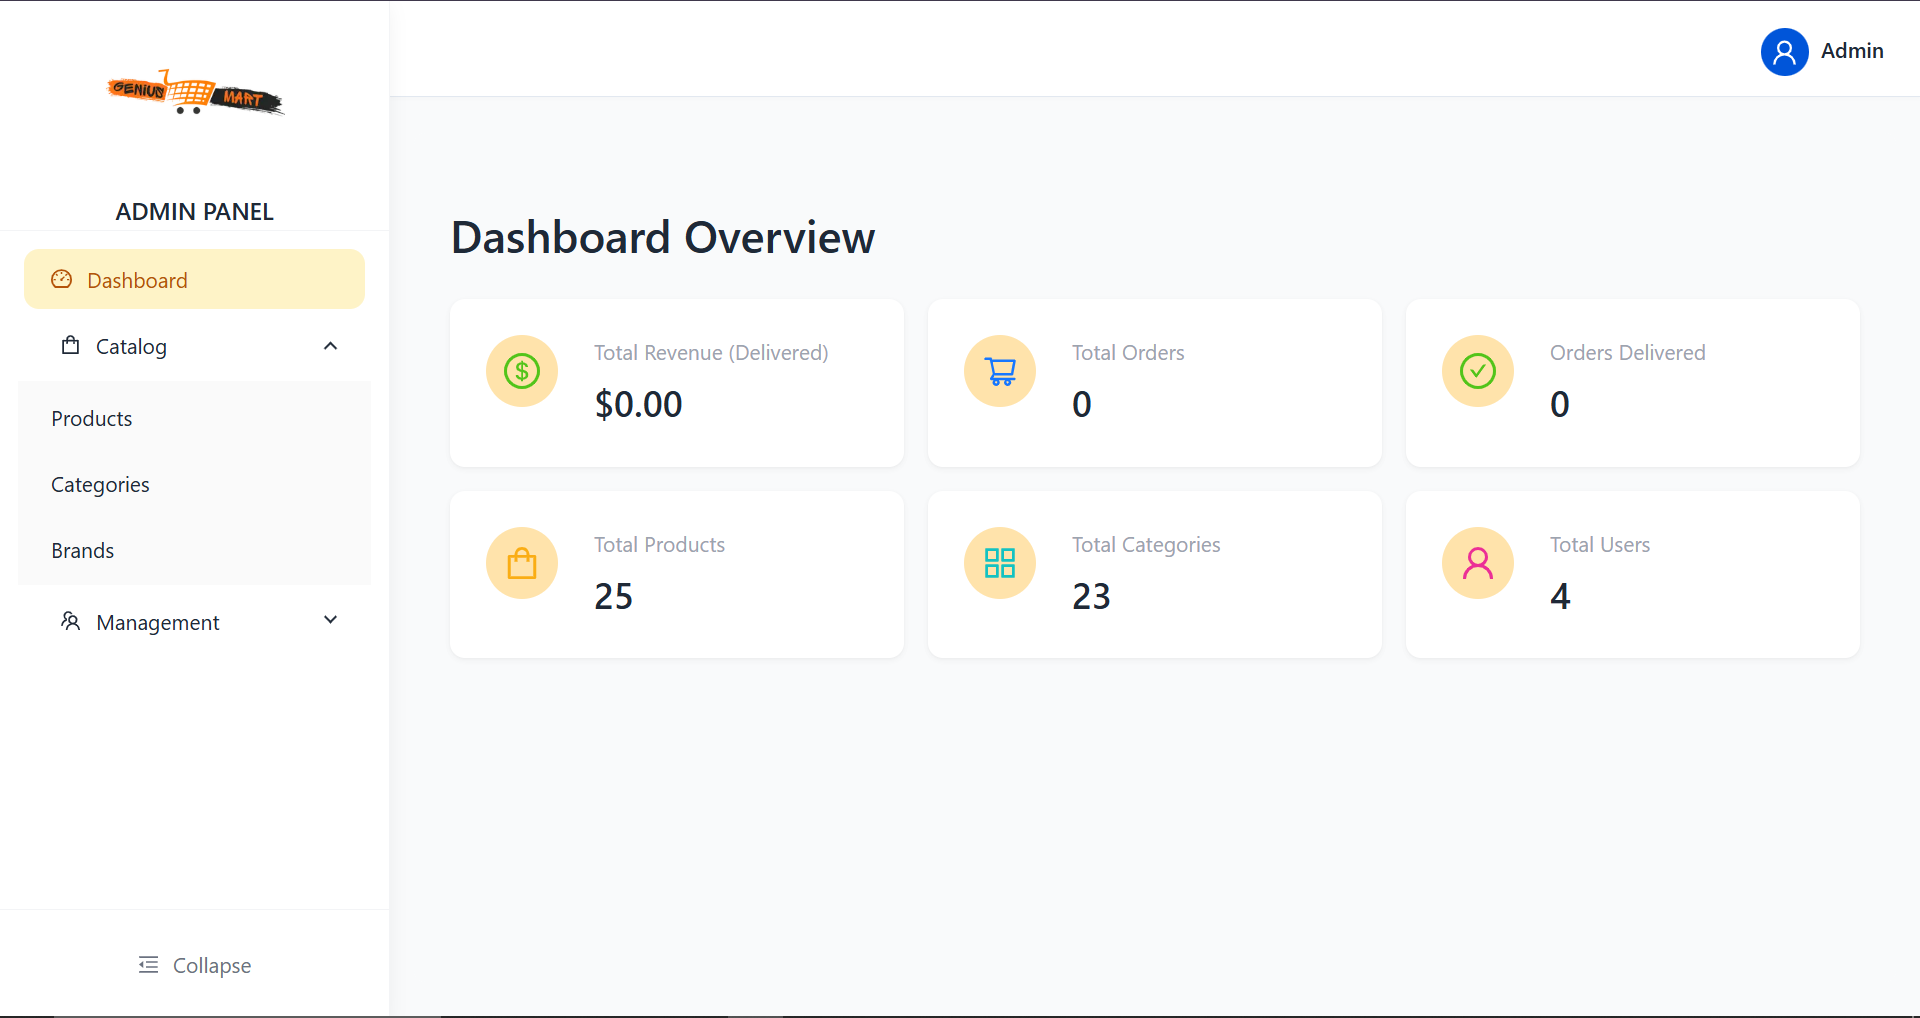 GENIUS MART
ADMIN PANEL
Dashboard
Catalog
Products
Categories
Brands
Management
Collapse
Admin
Dashboard Overview
Total Revenue (Delivered)
$0.00
Total Orders
0
Orders Delivered
0
Total Products
25
Total Categories
23
Total Users
4